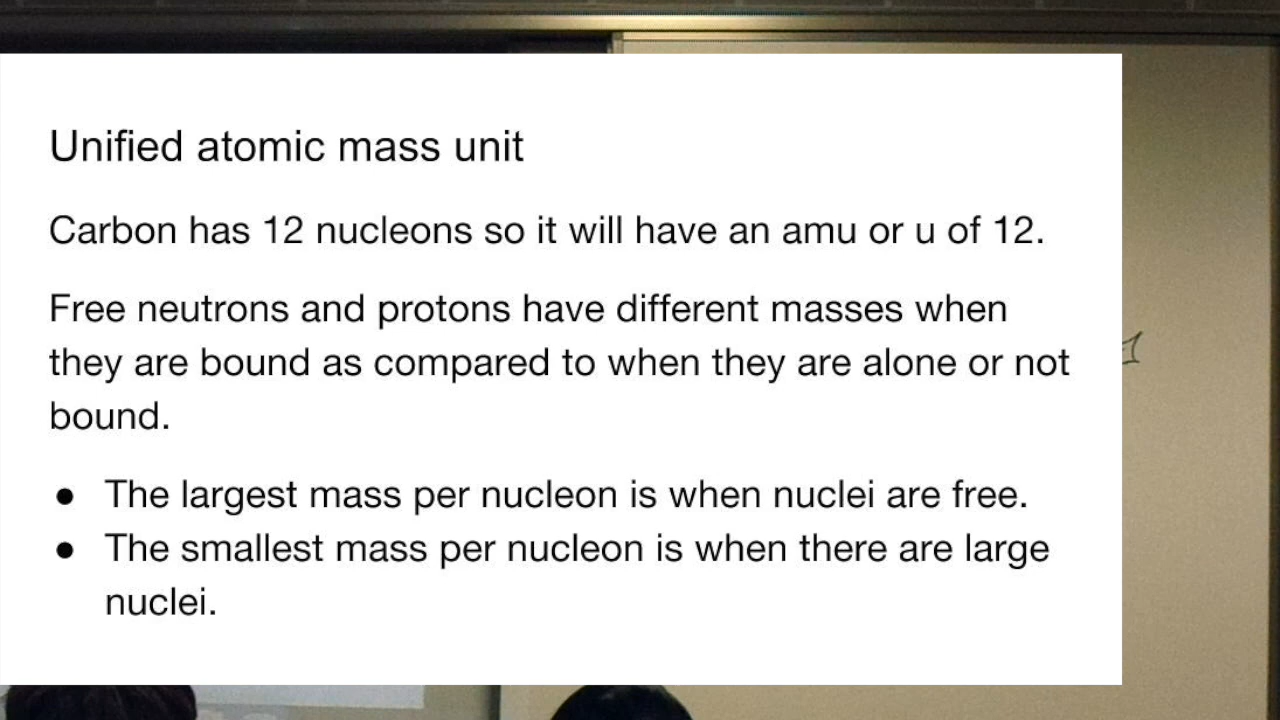 Unified atomic mass unit
Carbon has 12 nucleons so it will have an amu or u of 12.
Free neutrons and protons have different masses when
they are bound as compared to when they are alone or not
bound.
● The largest mass per nucleon is when nuclei are free.
● The smallest mass per nucleon is when there are large
nuclei.